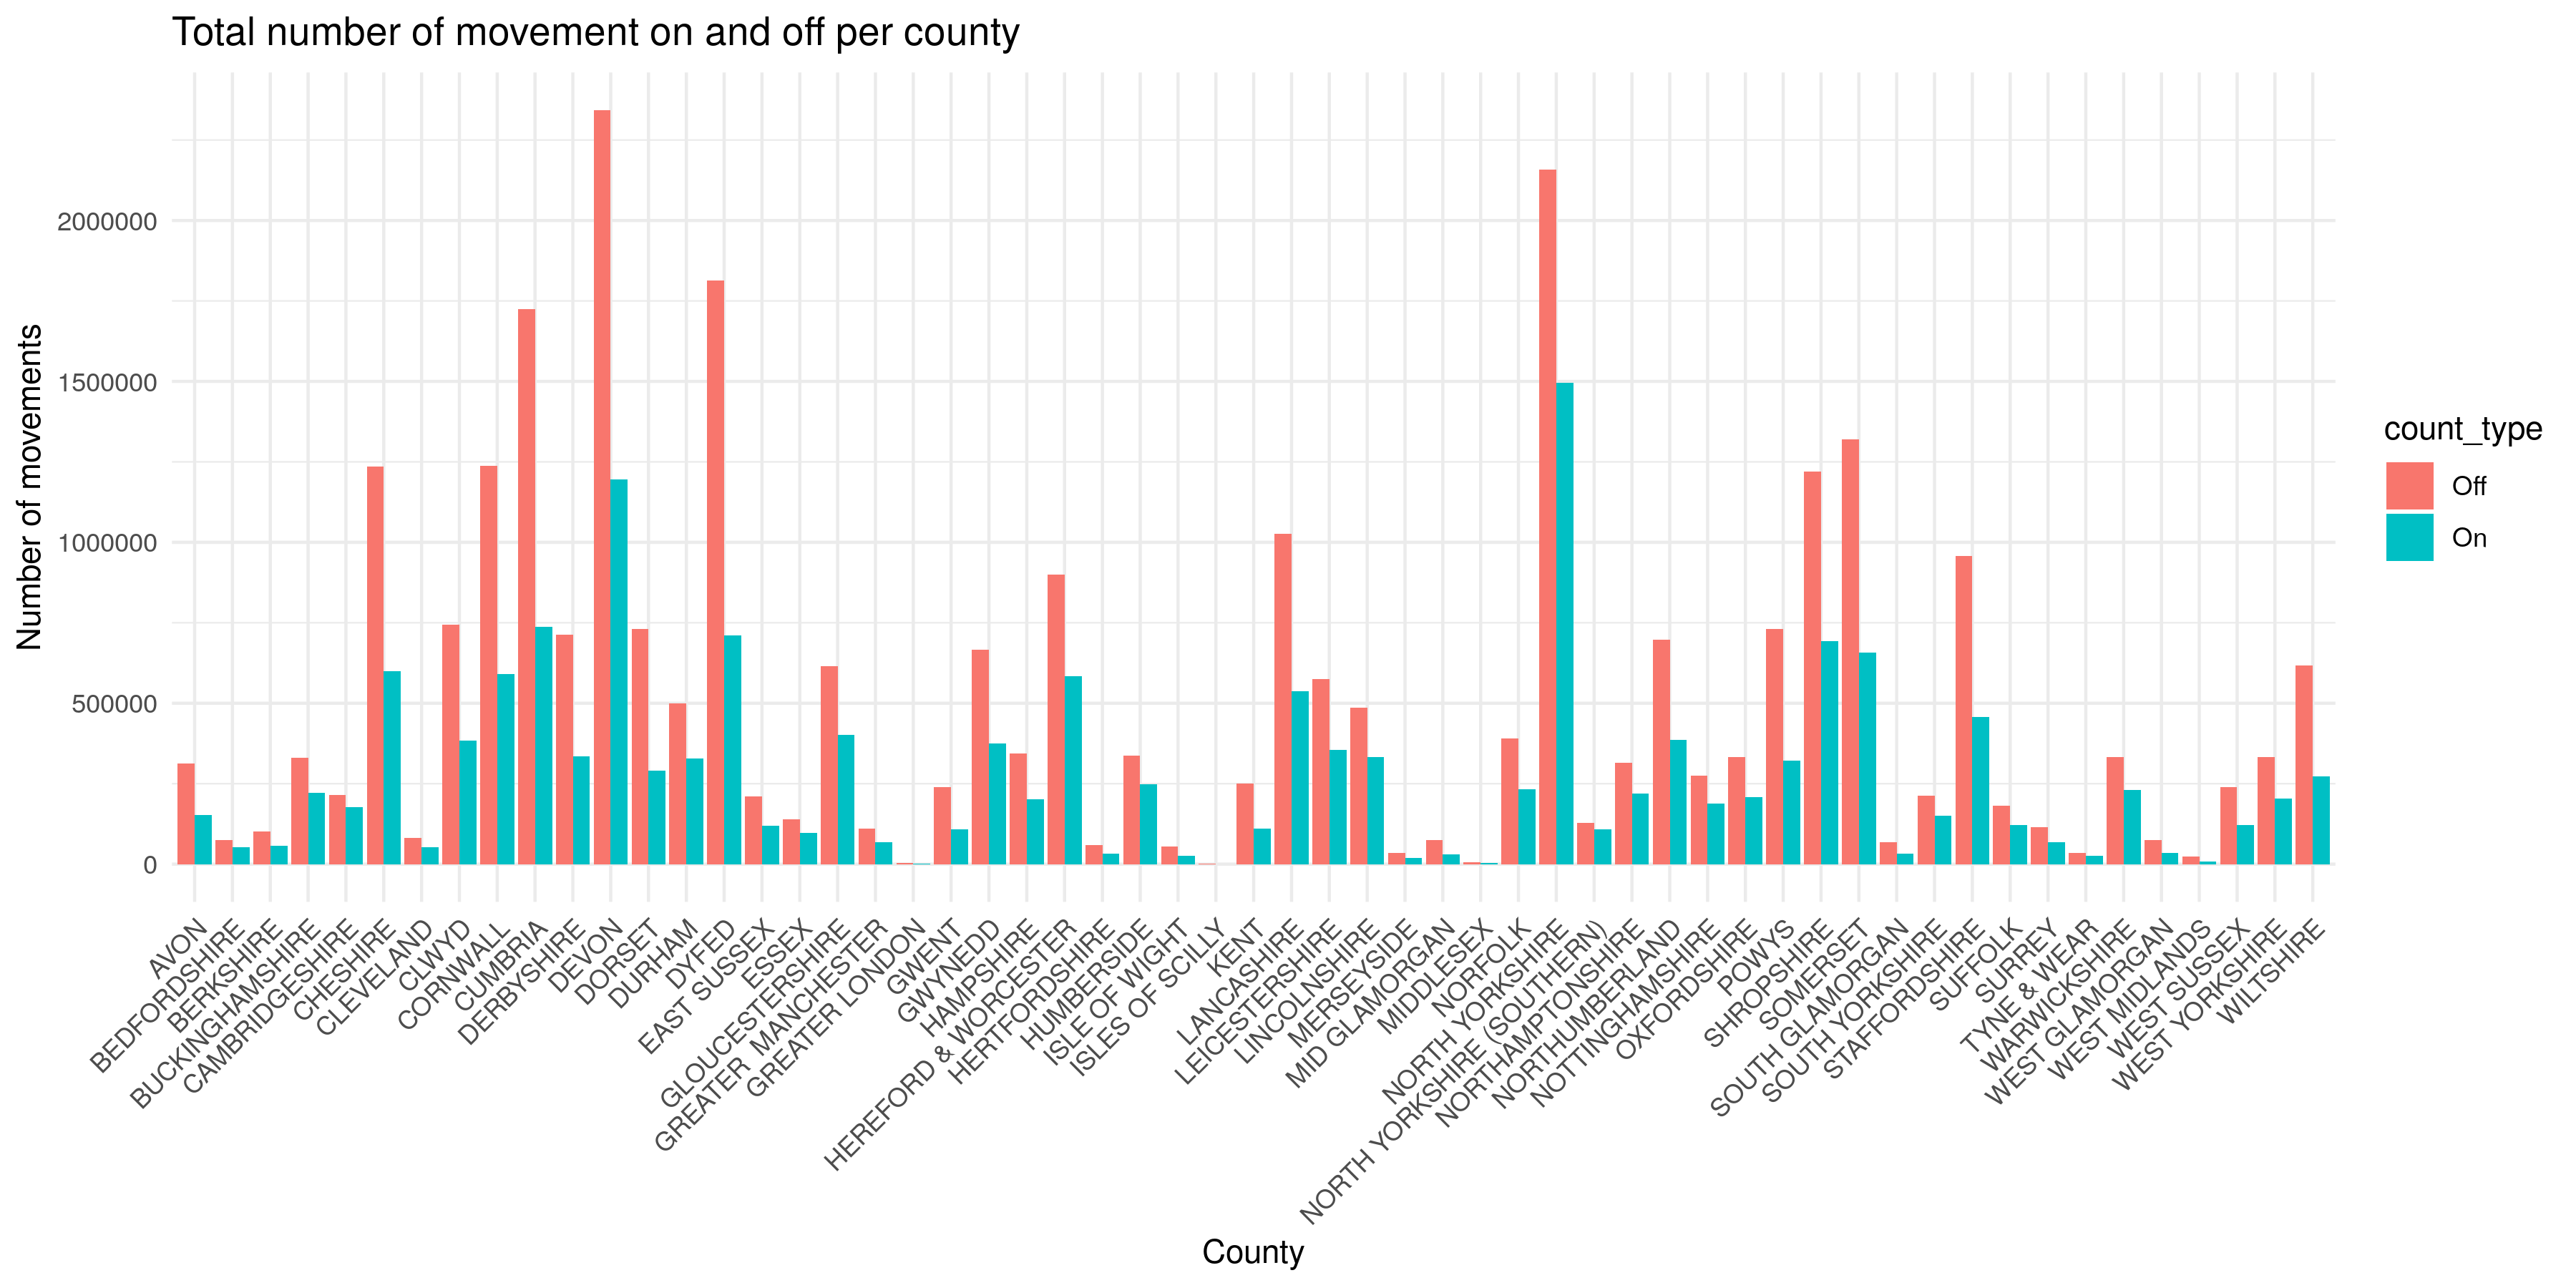 Total number of movement on and off per county
Number of movements
2000000
1500000
1000000
500000
0
AVON
BEDFORDSHIRE
BERKSHIRE
BUCKINGHAMSHIRE
CAMBRIDGESHIRE
CHESHIRE
CLEVELAND
CLWYD
CORNWALL
CUMBRIA
DERBYSHIRE
DEVON
DORSET
DURHAM
DYFED
EAST SUSSEX
ESSEX
GLOUCESTERSHIRE
GREATER  MANCHESTER
GREATER LONDON
GWENT
GWYNEDD
HAMPSHIRE
HEREFORD & WORCESTER
HERTFORDSHIRE
HUMBERSIDE
ISLE OF WIGHT
ISLES OF SCILLY
KENT
LANCASHIRE
LEICESTERSHIRE
LINCOLNSHIRE
MERSEYSIDE
MID GLAMORGAN
MIDDLESEX
NORFOLK
NORTH YORKSHIRE
NORTH YORKSHIRE (SOUTHERN)
NORTHAMPTONSHIRE
NORTHUMBERLAND
NOTTINGHAMSHIRE
OXFORDSHIRE
POWYS
SHROPSHIRE
SOMERSET
SOUTH GLAMORGAN
SOUTH YORKSHIRE
STAFFORDSHIRE
SUFFOLK
SURREY
TYNE & WEAR
WARWICKSHIRE
WEST GLAMORGAN
WEST MIDLANDS
WEST SUSSEX
WEST YORKSHIRE
WILTSHIRE
County
count_type
Off
On